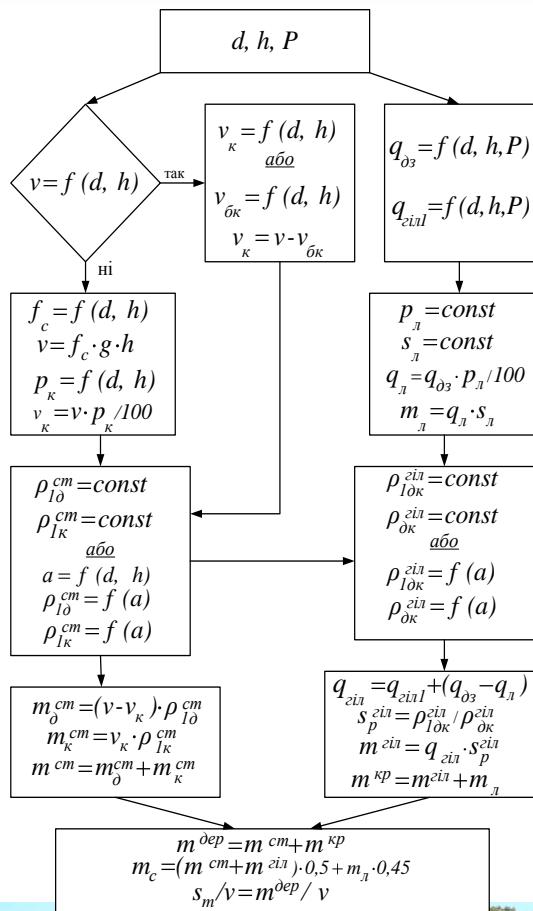 d, h, P
v=f(d, h)
так
ні
v_к=f(d, h)
або
v_бк=f(d, h)
v_к=v-v_бк
q_дз=f(d, h,P)
q_гіл1=f(d,h,P)
f_c=f(d, h)
v=f_c·g·h
p_к=f(d, h)
v_к=v·p_к/100
p_л=const
s_л=const
q_л=q_дз·p_л/100
m_л=q_л·s_л
ρ_1д^ст=const
ρ_1к^ст=const
або
a=f(d, h)
ρ_1д^ст=f(a)
ρ_1к^ст=f(a)
ρ_1дк^гіл=const
ρ_дк^гіл=const
або
ρ_1дк^гіл=f(a)
ρ_дк^гіл=f(a)
m_д^ст=(v-v_к)·ρ_1д^ст
m_к^ст=v_к·ρ_1к^ст
m^ст=m_д^ст+m_к^ст
q_гіл=q_гіл1+(q_дз−q_л)
s_р^гіл=ρ_1дк^гіл/ρ_дк^гіл
m^гіл=q_гіл·s_р^гіл
m^кр=m^гіл+m_л
m^дер=m^ст+m^кр
m_c=(m^ст+m^гіл)·0,5+m_л·0,45
s_m/v=m^дер/v